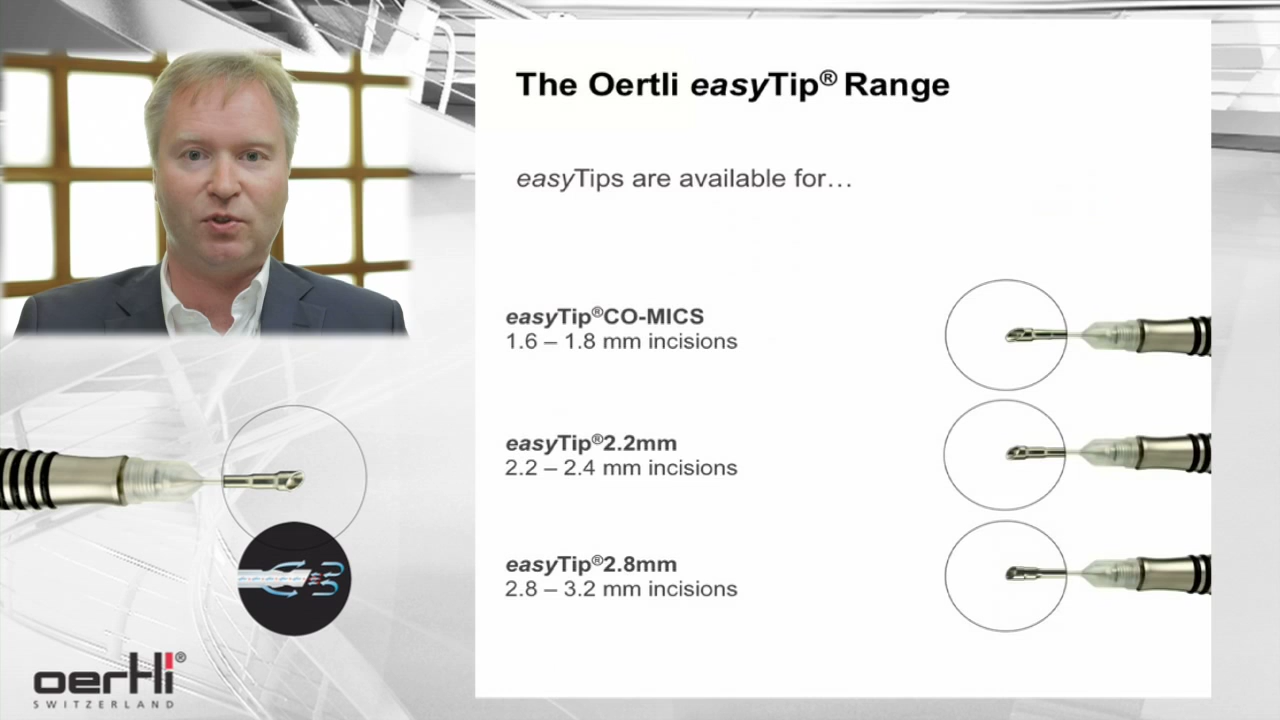 The Oertli easyTip® Range
easyTips are available for…
easyTip®CO-MICS
1.6 – 1.8 mm incisions
easyTip®2.2mm
2.2 – 2.4 mm incisions
easyTip®2.8mm
2.8 – 3.2 mm incisions
oertli®
SWITZERLAND